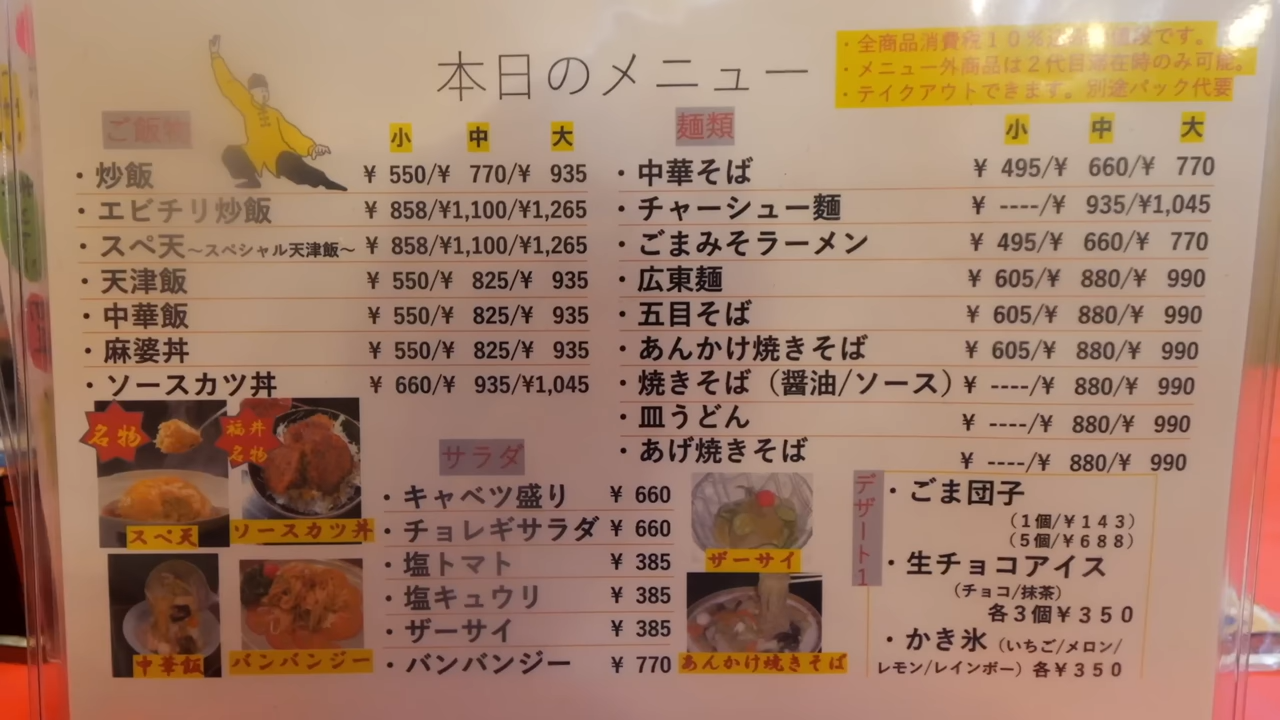 本日のメニュー
・全商品消費税１０％込みの値段です。
・メニュー外商品は２代目潮在時のみ可能。
・テイクアウトできます。別途パック代要
ご飯物
小 中 大
・炒飯 ¥ 550/¥ 770/¥ 935
・エビチリ炒飯 ¥ 858/¥1,100/¥1,265
・スペ天～スペシャル天津飯～ ¥ 858/¥1,100/¥1,265
・天津飯 ¥ 550/¥ 825/¥ 935
・中華飯 ¥ 550/¥ 825/¥ 935
・麻婆丼 ¥ 550/¥ 825/¥ 935
・ソースカツ丼 ¥ 660/¥ 935/¥1,045
名物
スペ天
福井
名物
ソースカツ丼
中華飯
バンバンジー
サラダ
・キャベツ盛り ¥ 660
・チョレギサラダ ¥ 660
・塩トマト ¥ 385
・塩キュウリ ¥ 385
・ザーサイ ¥ 385
・バンバンジー ¥ 770
麺類
小 中 大
・中華そば ¥ 495/¥ 660/¥ 770
・チャーシュー麺 ¥ ----/¥ 935/¥1,045
・ごまみそラーメン ¥ 495/¥ 660/¥ 770
・広東麺 ¥ 605/¥ 880/¥ 990
・五目そば ¥ 605/¥ 880/¥ 990
・あんかけ焼きそば ¥ 605/¥ 880/¥ 990
・焼きそば（醤油/ソース） ¥ ----/¥ 880/¥ 990
・皿うどん ¥ ----/¥ 880/¥ 990
・あげ焼きそば ¥ ----/¥ 880/¥ 990
ザーサイ
あんかけ焼きそば
デザート1
・ごま団子
（１個/¥１４３）
（５個/¥６８８）
・生チョコアイス
（チョコ/抹茶）
各３個¥３５０
・かき氷（いちご/メロン/
レモン/レインボー）各¥３５０